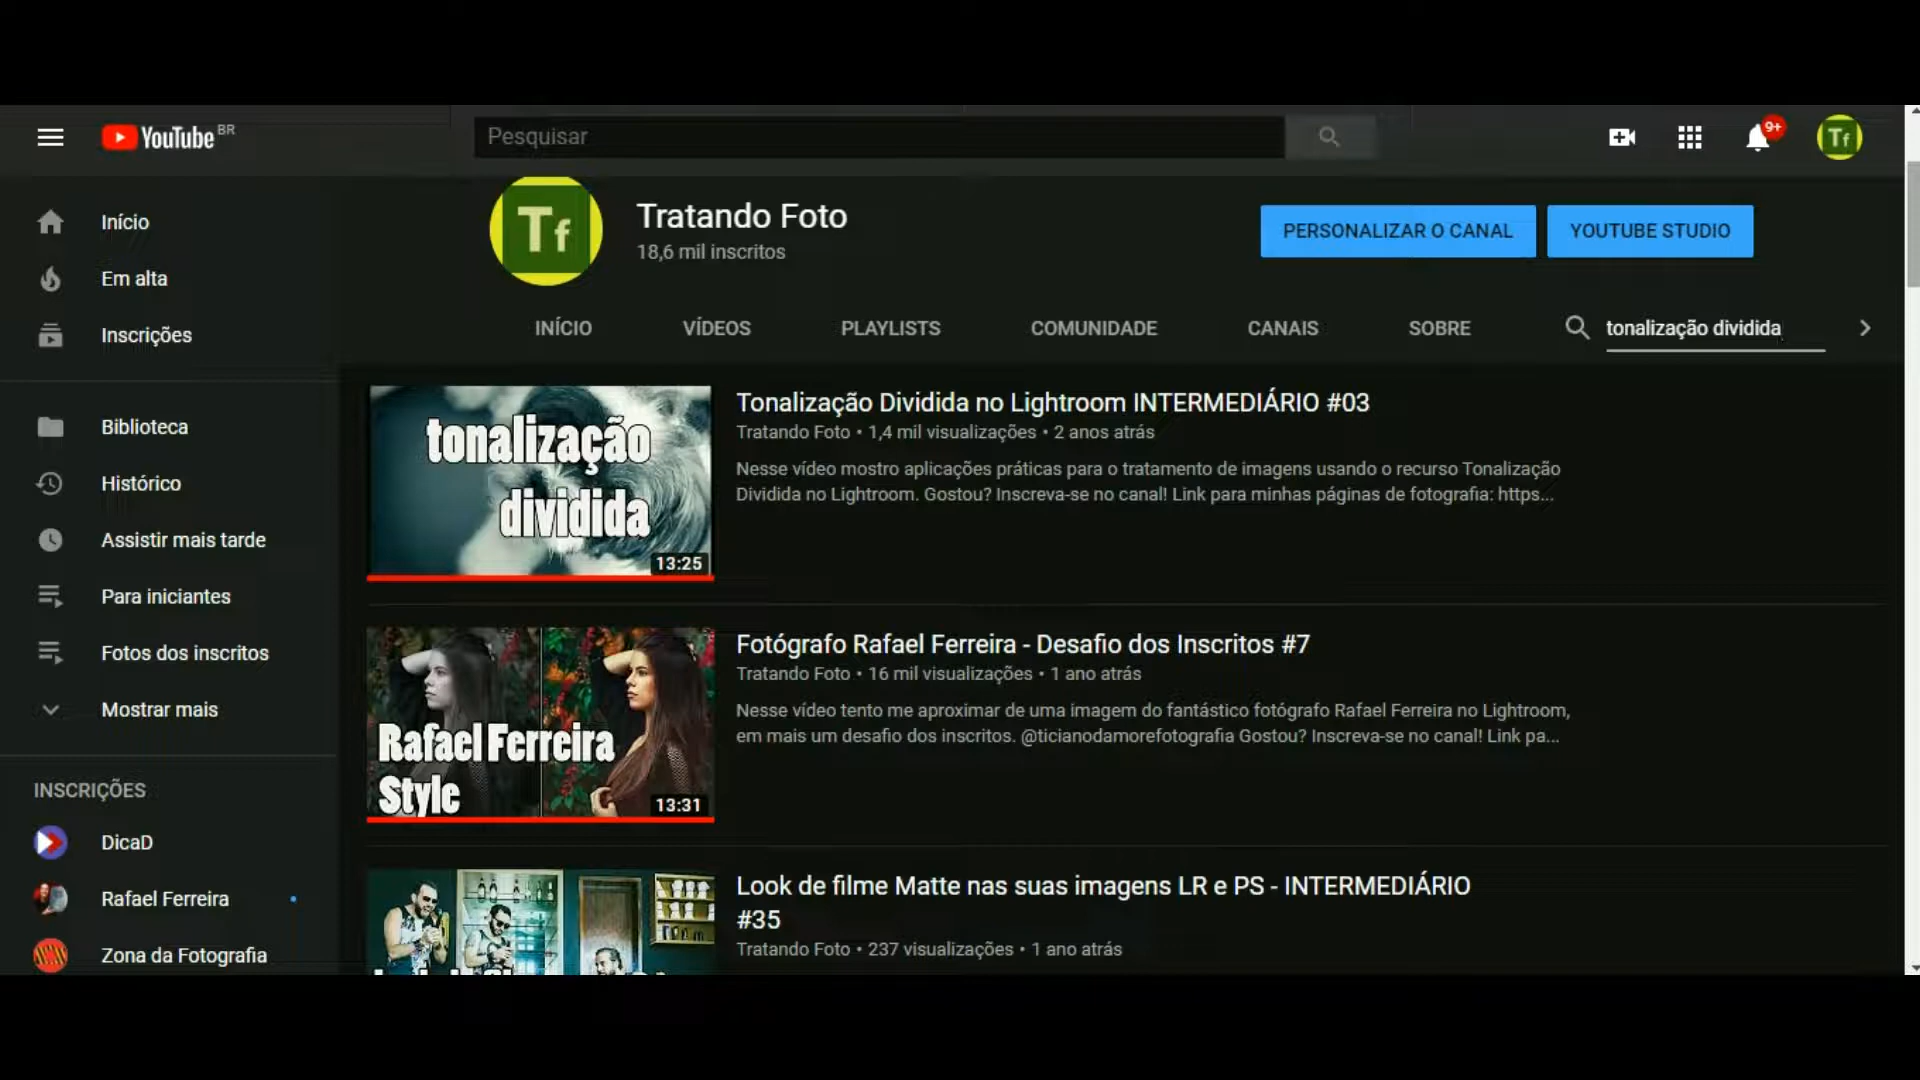 YouTube BR
Pesquisar
9+
Tf
Início
Em alta
Inscrições
Biblioteca
Histórico
Assistir mais tarde
Para iniciantes
Fotos dos inscritos
Mostrar mais
INSCRIÇÕES
DicaD
Rafael Ferreira
Zona da Fotografia
Tf
Tratando Foto
18,6 mil inscritos
PERSONALIZAR O CANAL
YOUTUBE STUDIO
INÍCIO VÍDEOS PLAYLISTS COMUNIDADE CANAIS SOBRE tonalização dividida
tonalização
dividida
13:25
Tonalização Dividida no Lightroom INTERMEDIÁRIO #03
Tratando Foto • 1,4 mil visualizações • 2 anos atrás
Nesse vídeo mostro aplicações práticas para o tratamento de imagens usando o recurso Tonalização
Dividida no Lightroom. Gostou? Inscreva-se no canal! Link para minhas páginas de fotografia: https...
Rafael Ferreira
Style
13:31
Fotógrafo Rafael Ferreira - Desafio dos Inscritos #7
Tratando Foto • 16 mil visualizações • 1 ano atrás
Nesse vídeo tento me aproximar de uma imagem do fantástico fotógrafo Rafael Ferreira no Lightroom,
em mais um desafio dos inscritos. @ticianodamorefotografia Gostou? Inscreva-se no canal! Link pa...
Look de filme Matte nas suas imagens LR e PS - INTERMEDIÁRIO
#35
Tratando Foto • 237 visualizações • 1 ano atrás